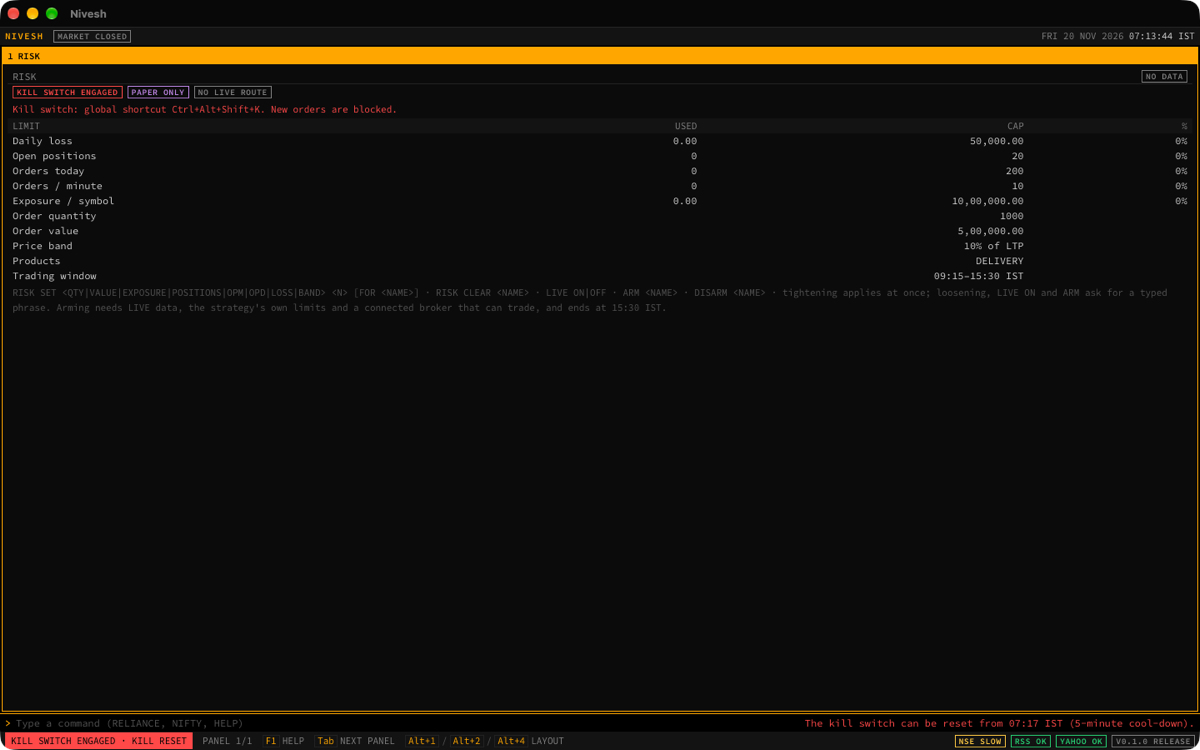 Nivesh
NIVESH MARKET CLOSED FRI 20 NOV 2026 07:13:44 IST
1 RISK
RISK NO DATA
KILL SWITCH ENGAGED PAPER ONLY NO LIVE ROUTE
Kill switch: global shortcut Ctrl+Alt+Shift+K. New orders are blocked.
LIMIT USED CAP %
Daily loss 0.00 50,000.00 0%
Open positions 0 20 0%
Orders today 0 200 0%
Orders / minute 0 10 0%
Exposure / symbol 0.00 10,00,000.00 0%
Order quantity 1000
Order value 5,00,000.00
Price band 10% of LTP
Products DELIVERY
Trading window 09:15–15:30 IST
RISK SET <QTY|VALUE|EXPOSURE|POSITIONS|OPM|OPD|LOSS|BAND> <N> [FOR <NAME>] · RISK CLEAR <NAME> · LIVE ON|OFF · ARM <NAME> · DISARM <NAME> · tightening applies at once; loosening, LIVE ON and ARM ask for a typed
phrase. Arming needs LIVE data, the strategy's own limits and a connected broker that can trade, and ends at 15:30 IST.
> Type a command (RELIANCE, NIFTY, HELP) The kill switch can be reset from 07:17 IST (5-minute cool-down).
KILL SWITCH ENGAGED · KILL RESET PANEL 1/1 F1 HELP Tab NEXT PANEL Alt+1 / Alt+2 / Alt+4 LAYOUT NSE SLOW RSS OK YAHOO OK V0.1.0 RELEASE